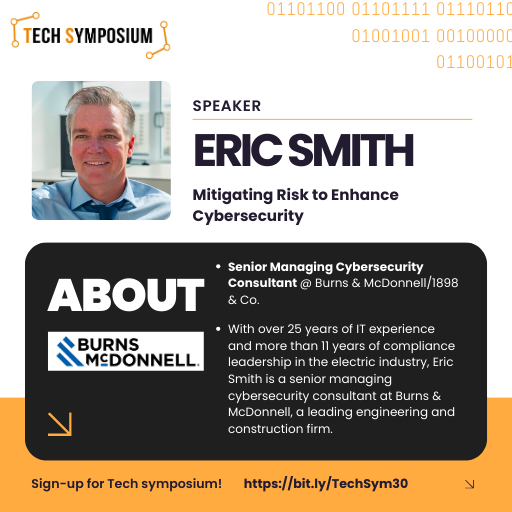 01101100 01101111 01110110
TECH SYMPOSIUM
01001001 00100000
01100101
SPEAKER
ERIC SMITH
Mitigating Risk to Enhance
Cybersecurity
ABOUT
BURNS
MCDONNELL.
• Senior Managing Cybersecurity
Consultant @ Burns & McDonnell/1898
& Co.
• With over 25 years of IT experience
and more than 11 years of compliance
leadership in the electric industry, Eric
Smith is a senior managing
cybersecurity consultant at Burns &
McDonnell, a leading engineering and
construction firm.
Sign-up for Tech symposium! https://bit.ly/TechSym30